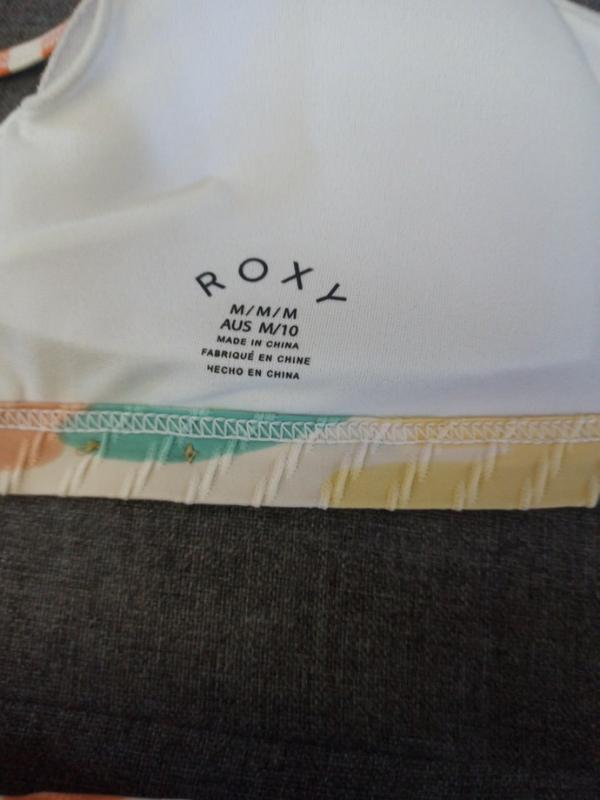 ROXY
M/M/M
AUS M/10
MADE IN CHINA
FABRIQUÉ EN CHINE
HECHO EN CHINA